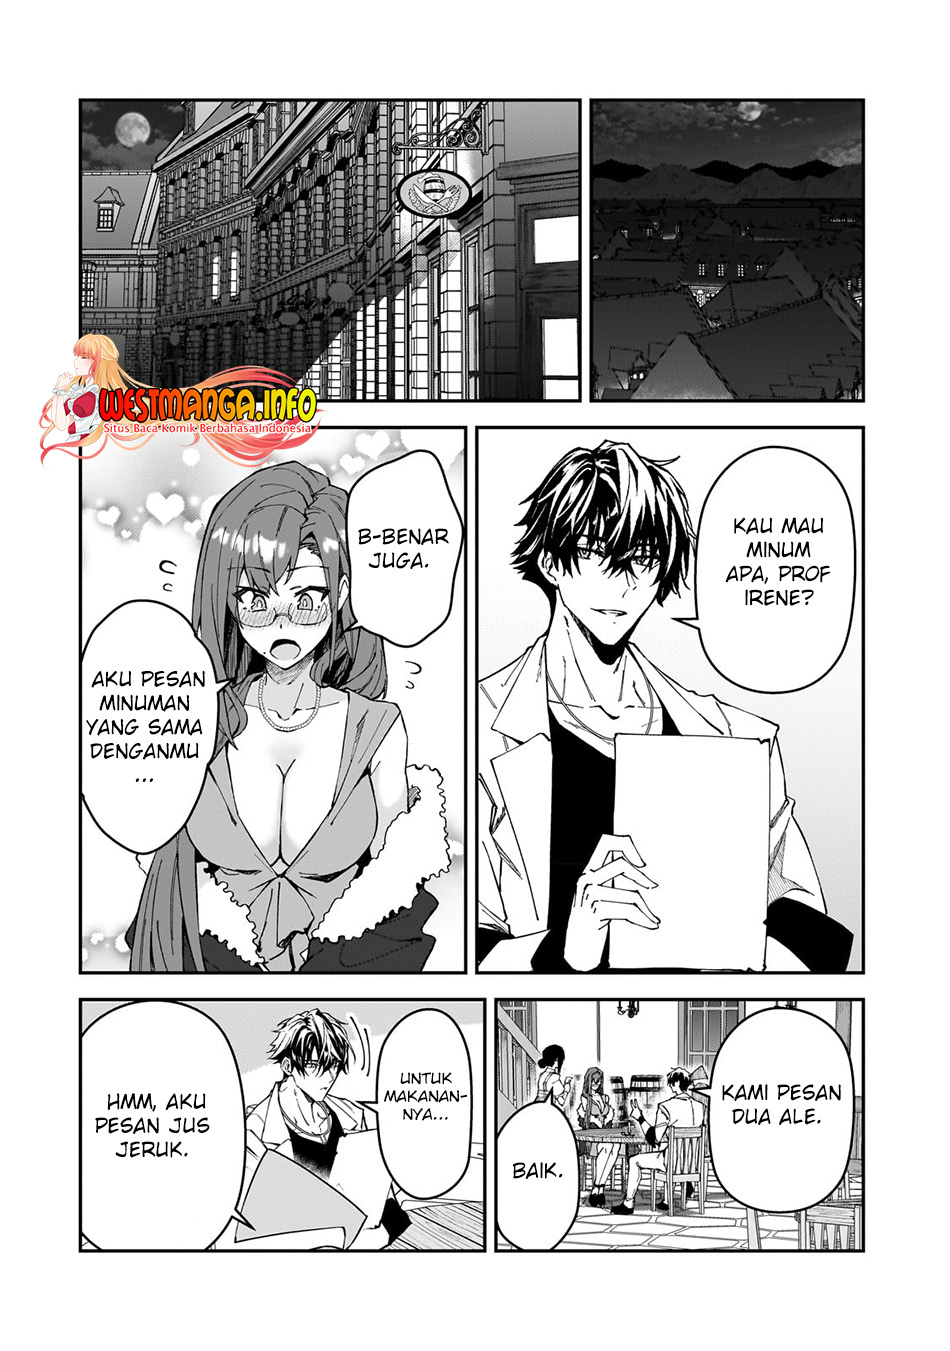 WESTMANGA.INFO
Situs Baca Komik Berbahasa Indonesia
KAU MAU
MINUM
APA, PROF
IRENE?
B-BENAR
JUGA.
AKU PESAN
MINUMAN
YANG SAMA
DENGANMU
...
KAMI PESAN
DUA ALE.
BAIK.
UNTUK
MAKANAN-
NYA...
HMM, AKU
PESAN JUS
JERUK.